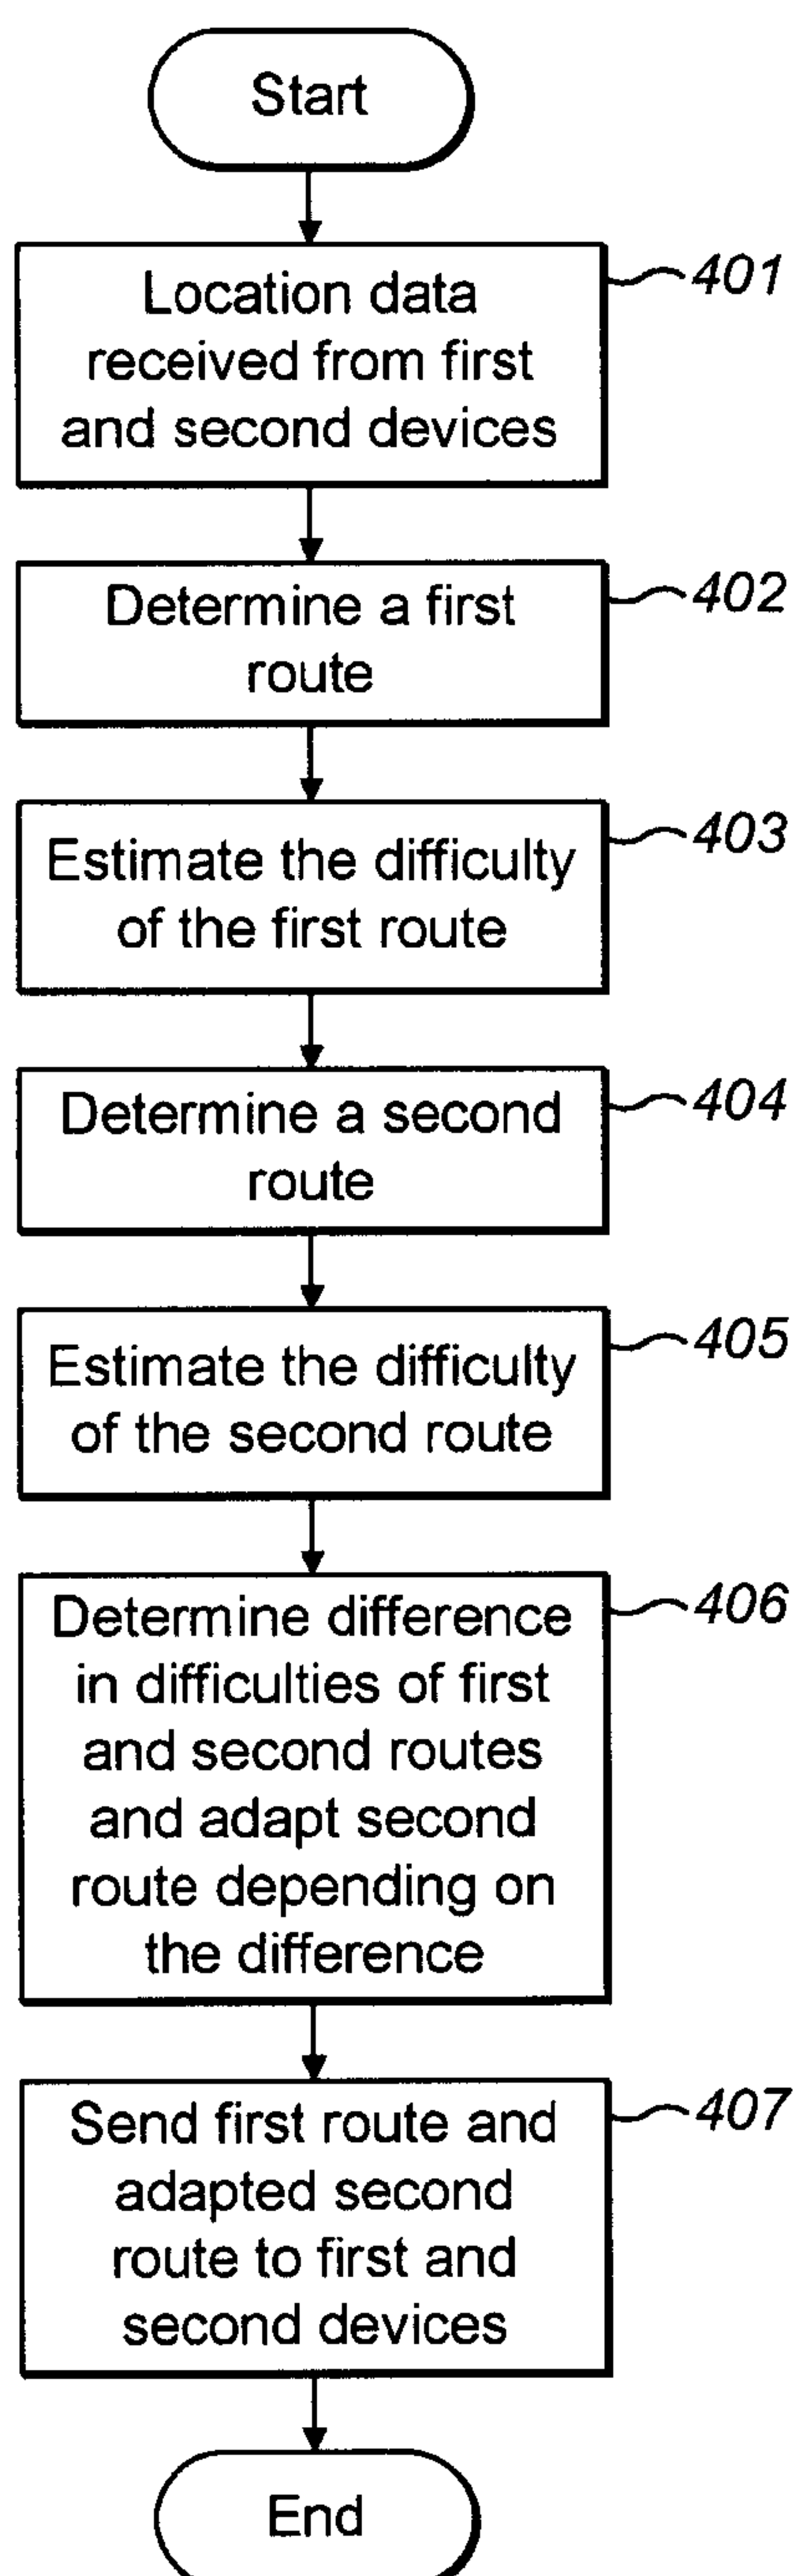 Start
Location data
received from first
and second devices
401
Determine a first
route
402
Estimate the difficulty
of the first route
403
Determine a second
route
404
Estimate the difficulty
of the second route
405
Determine difference
in difficulties of first
and second routes
and adapt second
route depending on
the difference
406
Send first route and
adapted second
route to first and
second devices
407
End